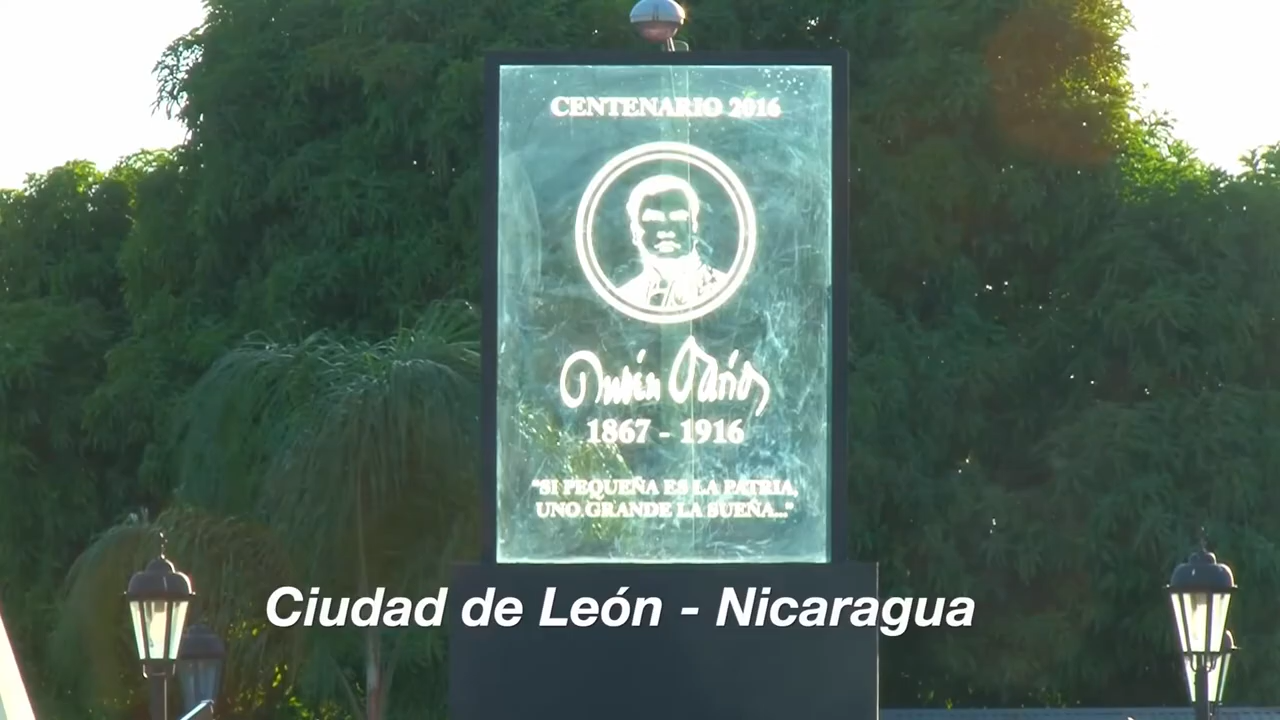 CENTENARIO 2016
Rubén Darío
1867 - 1916
"SI PEQUEÑA ES LA PATRIA,
UNO GRANDE LA SUEÑA..."
Ciudad de León - Nicaragua